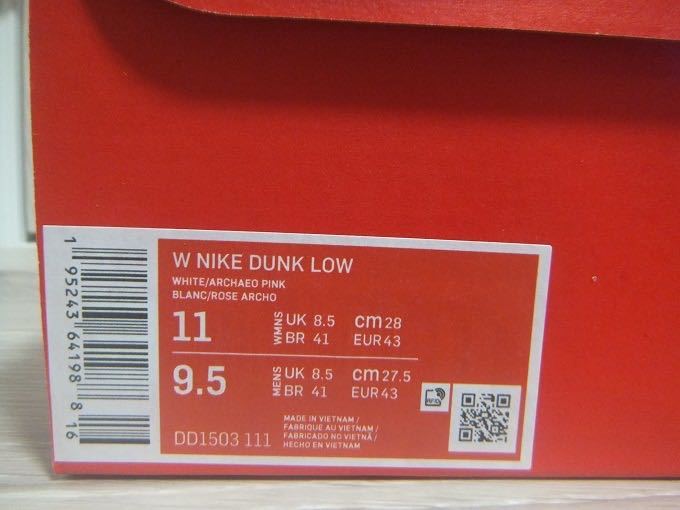 W NIKE DUNK LOW
WHITE/ARCHAEO PINK
BLANC/ROSE ARCHO
11 WMNS UK 8.5 cm 28
BR 41 EUR 43
9.5 MENS UK 8.5 cm 27.5
BR 41 EUR 43
RFID
MADE IN VIETNAM /
FABRIQUE AU VIETNAM /
FABRICADO NO VIETNÃ /
HECHO EN VIETNAM
DD1503 111
1 95243 64198 8 16